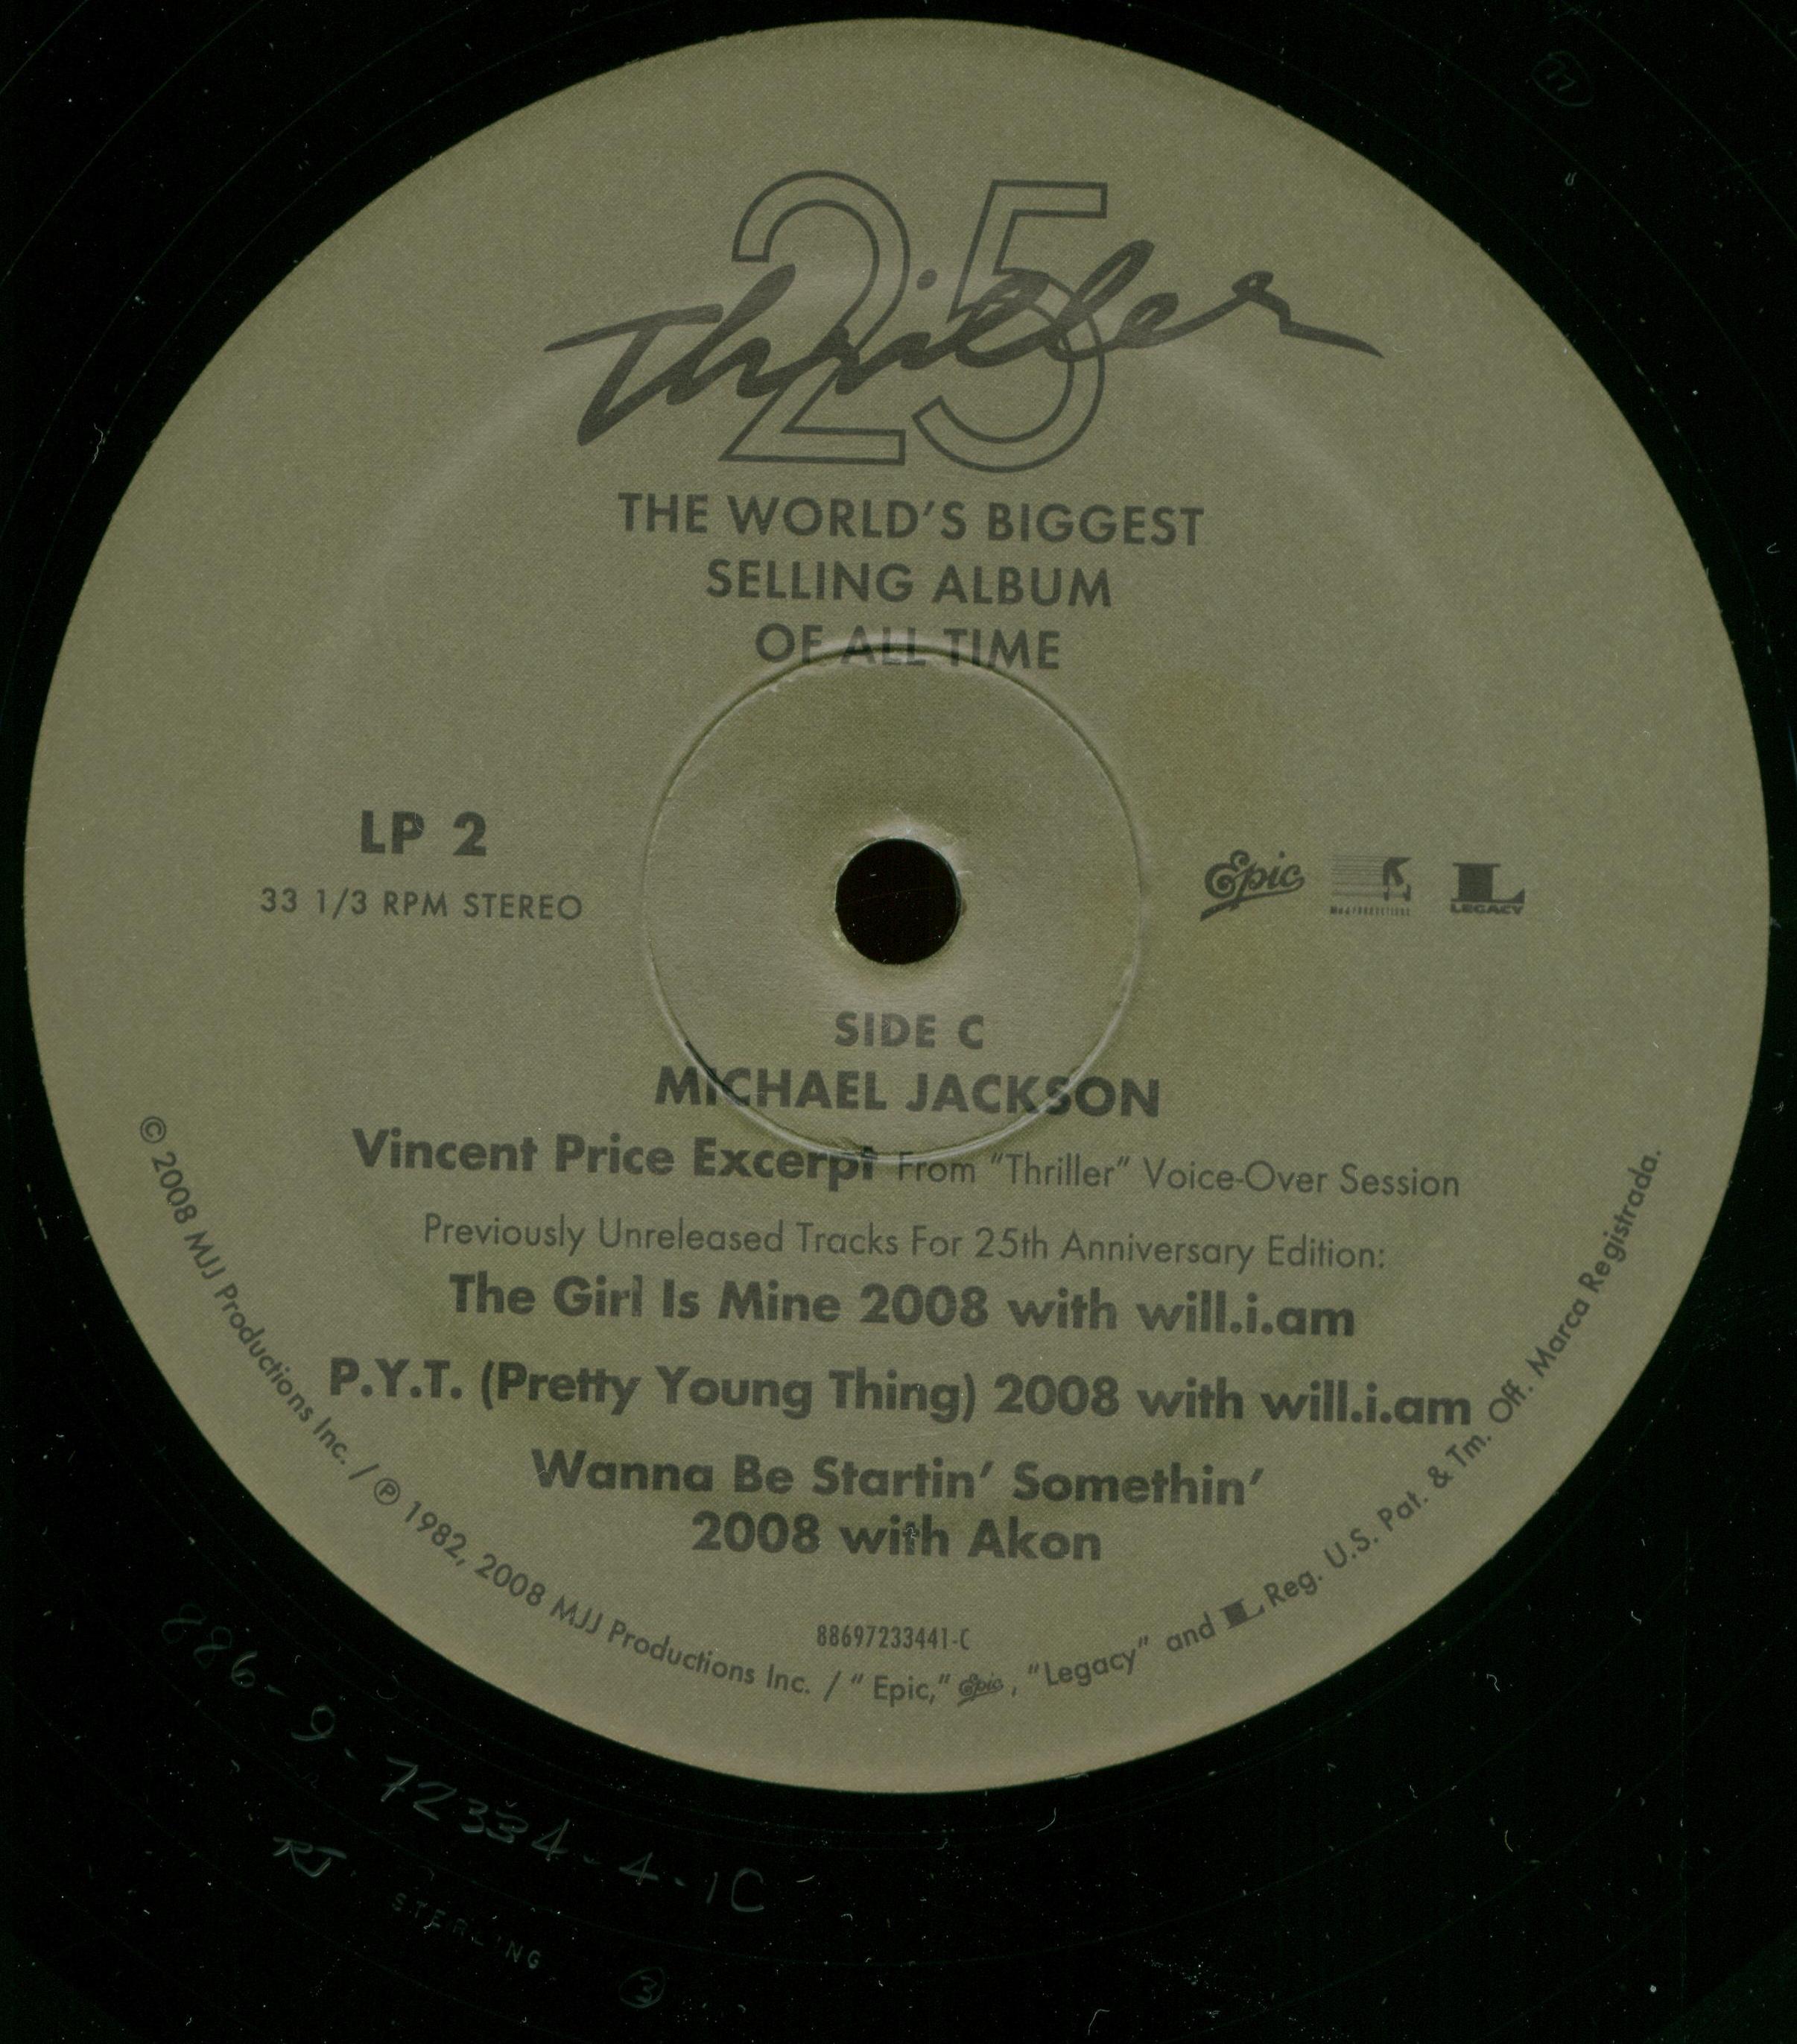 25
Thriller
THE WORLD'S BIGGEST
SELLING ALBUM
OF ALL TIME
LP 2
33 1/3 RPM STEREO
Epic
MJJ PRODUCTIONS
L
LEGACY
SIDE C
MICHAEL JACKSON
Vincent Price Excerpt From "Thriller" Voice-Over Session
Previously Unreleased Tracks For 25th Anniversary Edition:
The Girl Is Mine 2008 with will.i.am
P.Y.T. (Pretty Young Thing) 2008 with will.i.am
Wanna Be Startin' Somethin'
2008 with Akon
88697233441-C
© 2008 MJJ Productions Inc. / ℗ 1982, 2008 MJJ Productions Inc. / " Epic," Epic, "Legacy" and L Reg. U.S. Pat. & Tm. Off. Marca Registrada.
886-9-72334-4-1C
RJ
STERLING
3